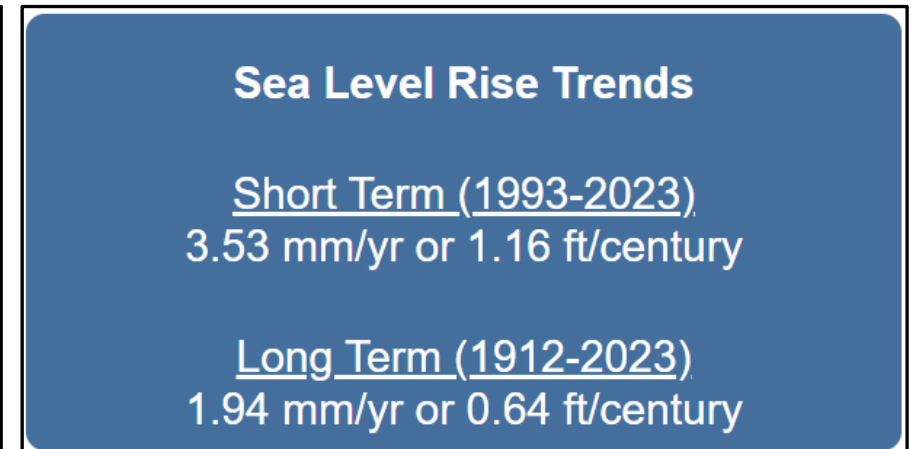 Sea Level Rise Trends
Short Term (1993-2023)
3.53 mm/yr or 1.16 ft/century
Long Term (1912-2023)
1.94 mm/yr or 0.64 ft/century